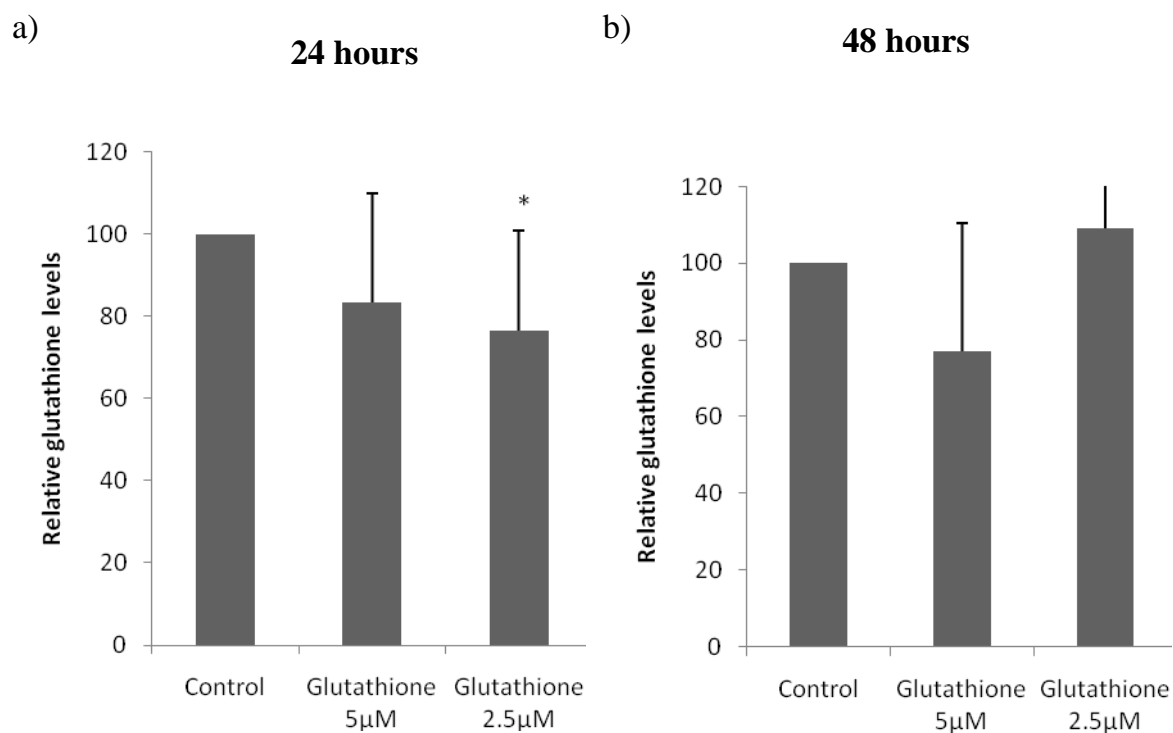 a)
24 hours
120
100
80
60
40
20
0
Relative glutathione levels
*
Control
Glutathione
5µM
Glutathione
2.5µM
b)
48 hours
120
100
80
60
40
20
0
Relative glutathione levels
Control
Glutathione
5µM
Glutathione
2.5µM